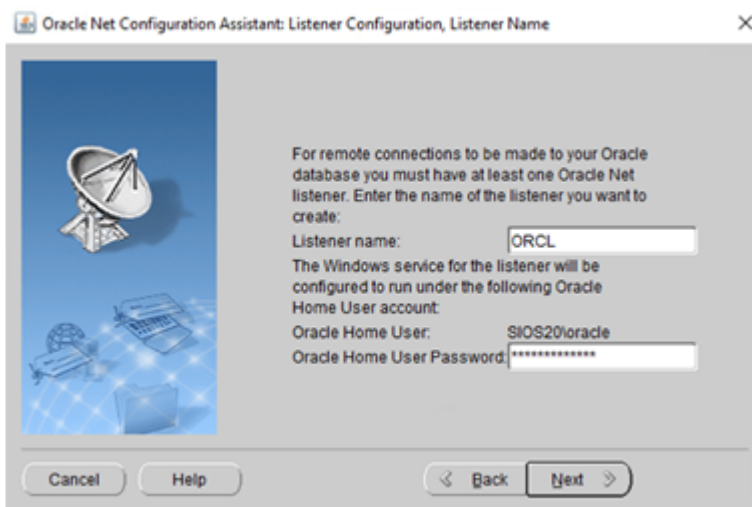 Oracle Net Configuration Assistant: Listener Configuration, Listener Name
For remote connections to be made to your Oracle
database you must have at least one Oracle Net
listener. Enter the name of the listener you want to
create:
Listener name: ORCL
The Windows service for the listener will be
configured to run under the following Oracle
Home User account:
Oracle Home User: SIOS20\oracle
Oracle Home User Password: *************
Cancel Help Back Next